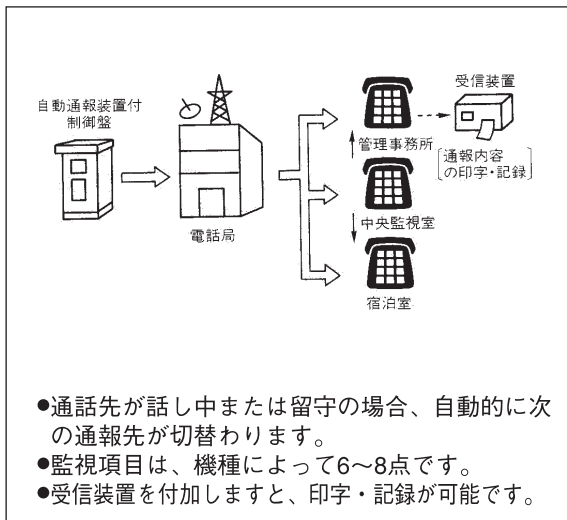 自動通報装置付
制御盤
電話局
管理事務所
受信装置
通報内容
の印字・記録
中央監視室
宿泊室
●通話先が話し中または留守の場合、自動的に次
の通報先が切替わります。
●監視項目は、機種によって6〜8点です。
●受信装置を付加しますと、印字・記録が可能です。